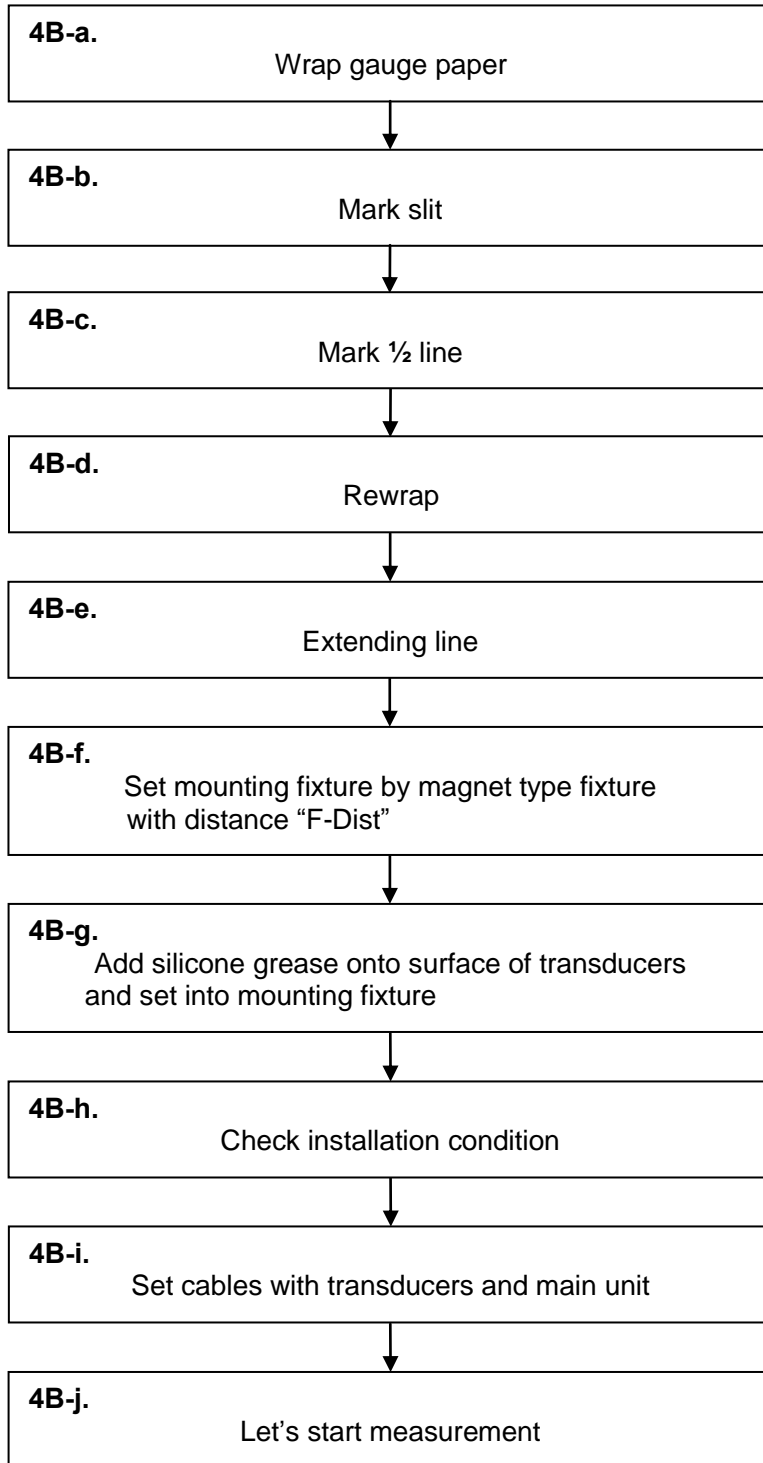 4B-a.
Wrap gauge paper
4B-b.
Mark slit
4B-c.
Mark ½ line
4B-d.
Rewrap
4B-e.
Extending line
4B-f.
Set mounting fixture by magnet type fixture
with distance “F-Dist”
4B-g.
Add silicone grease onto surface of transducers
and set into mounting fixture
4B-h.
Check installation condition
4B-i.
Set cables with transducers and main unit
4B-j.
Let’s start measurement